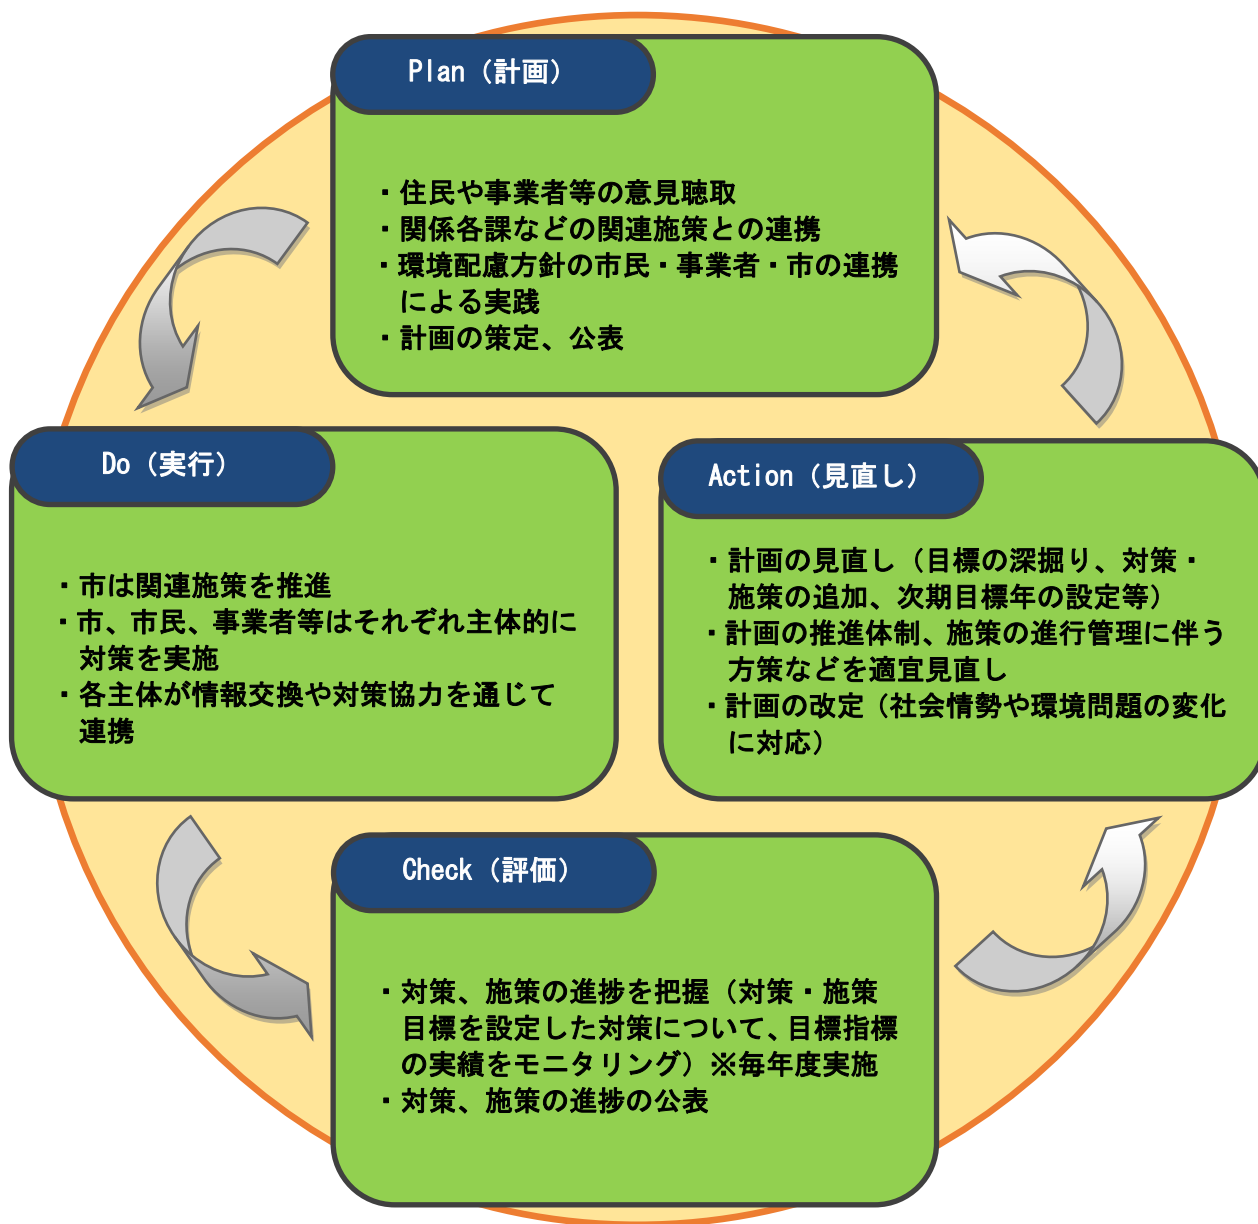 Plan（計画）
・住民や事業者等の意見聴取
・関係各課などの関連施策との連携
・環境配慮方針の市民・事業者・市の連携
による実践
・計画の策定、公表
Do（実行）
・市は関連施策を推進
・市、市民、事業者等はそれぞれ主体的に
対策を実施
・各主体が情報交換や対策協力を通じて
連携
Action（見直し）
・計画の見直し（目標の深掘り、対策・
施策の追加、次期目標年の設定等）
・計画の推進体制、施策の進行管理に伴う
方策などを適宜見直し
・計画の改定（社会情勢や環境問題の変化
に対応）
Check（評価）
・対策、施策の進捗を把握（対策・施策
目標を設定した対策について、目標指標
の実績をモニタリング）※毎年度実施
・対策、施策の進捗の公表